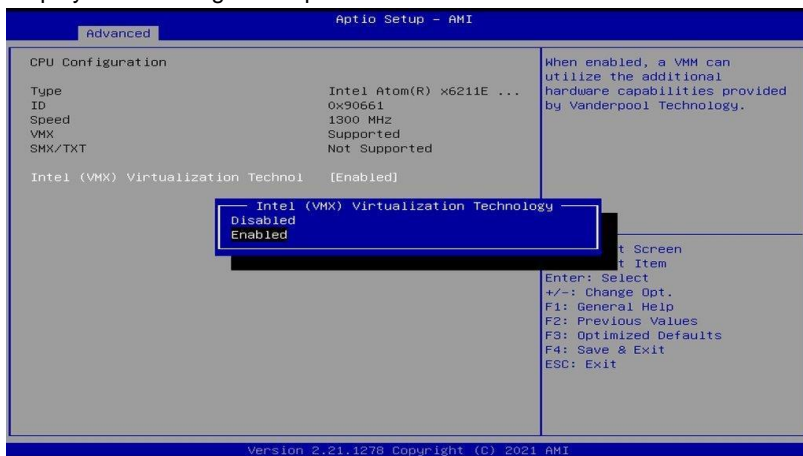 Aptio Setup - AMI
Advanced
CPU Configuration
Type Intel Atom(R) x6211E ...
ID 0x90661
Speed 1300 MHz
VMX Supported
SMX/TXT Not Supported
Intel (VMX) Virtualization Technol [Enabled]
Intel (VMX) Virtualization Technology
Disabled
Enabled
When enabled, a VMM can
utilize the additional
hardware capabilities provided
by Vanderpool Technology.
t Screen
t Item
Enter: Select
+/-: Change Opt.
F1: General Help
F2: Previous Values
F3: Optimized Defaults
F4: Save & Exit
ESC: Exit
Version 2.21.1278 Copyright (C) 2021 AMI